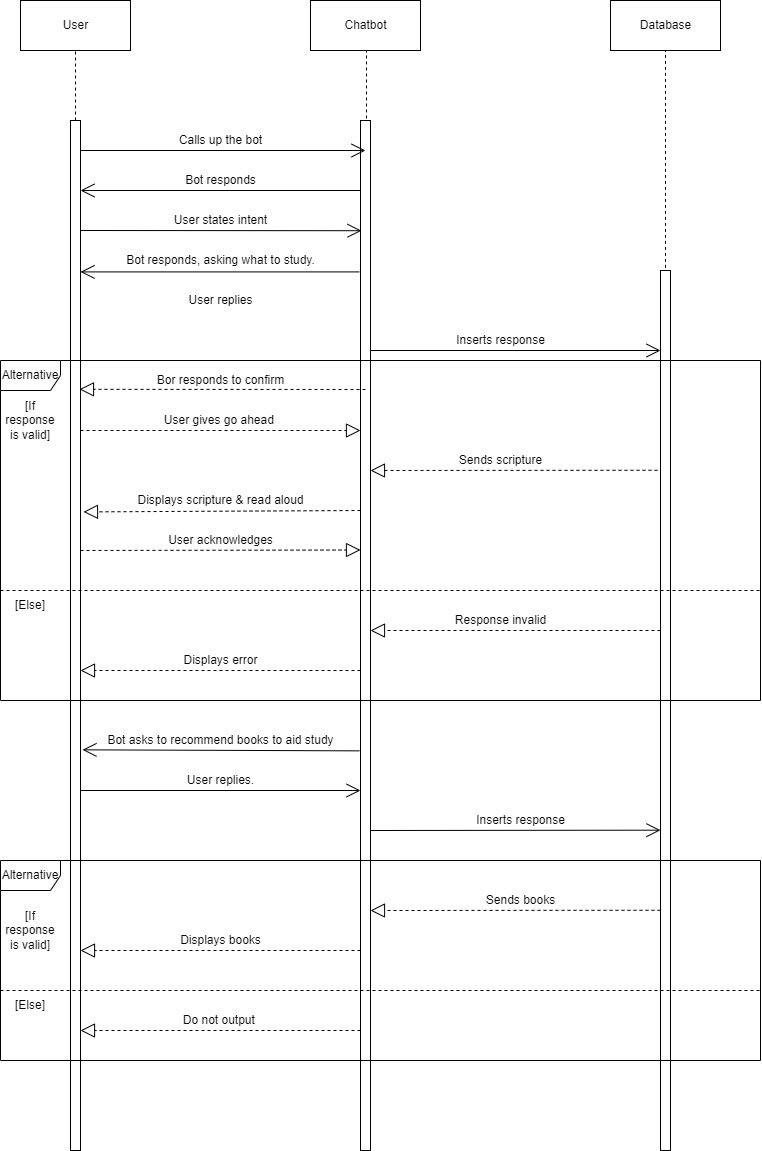 User
Chatbot
Database
Calls up the bot
Bot responds
User states intent
Bot responds, asking what to study.
User replies
Inserts response
Alternative
Bor responds to confirm
[If
response
is valid]
User gives go ahead
Sends scripture
Displays scripture & read aloud
User acknowledges
[Else]
Response invalid
Displays error
Bot asks to recommend books to aid study
User replies.
Inserts response
Alternative
Sends books
[If
response
is valid]
Displays books
[Else]
Do not output